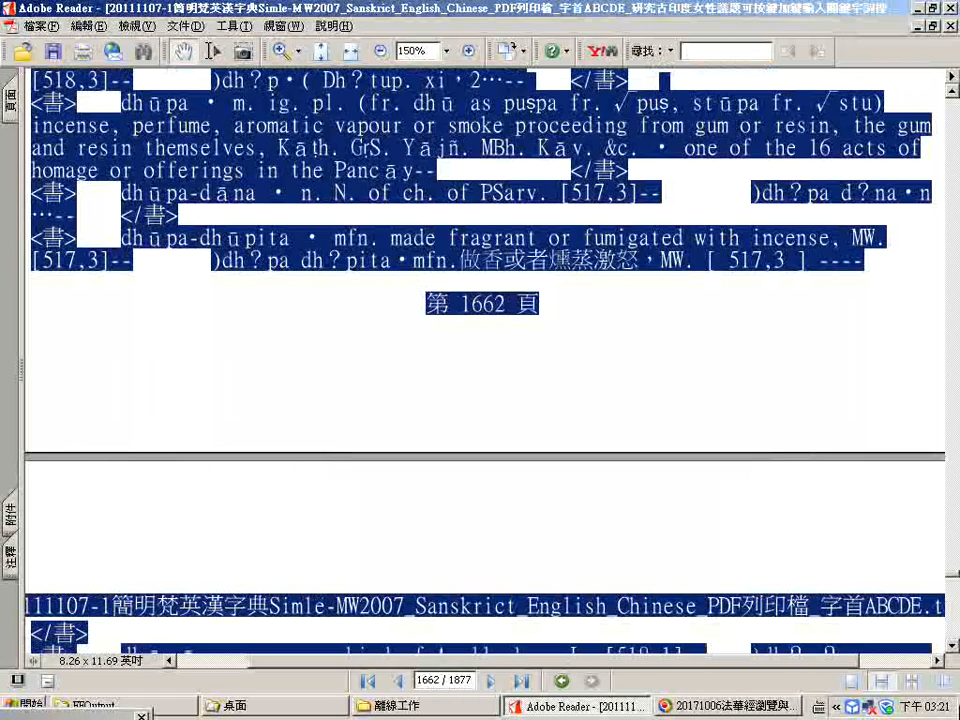 Adobe Reader - [20111107-1簡明梵英漢字典Simle-MW2007_Sanskrict_English_Chinese_PDF列印檔_字首ABCDE_研究古印度女性議題可按鍵加鍵輸入關鍵字詞搜
檔案(F) 編輯(E) 檢視(V) 文件(D) 工具(T) 視窗(W) 說明(H)
150% 尋找：
頁面
[518,3]-- )dh？p‧( Dh？tup. xi，2…-- </書>
<書> dhūpa ‧ m. ig. pl. (fr. dhū as puṣpa fr. √ puṣ, stūpa fr. √ stu)
incense, perfume, aromatic vapour or smoke proceeding from gum or resin, the gum
and resin themselves, Kāṭh. GṛS. Yājñ. MBh. Kāv. &c. ‧ one of the 16 acts of
homage or offerings in the Pancāy-- </書>
<書> dhūpa-dāna ‧ n. N. of ch. of PSarv. [517,3]-- )dh？pa d？na‧n
…-- </書>
<書> dhūpa-dhūpita ‧ mfn. made fragrant or fumigated with incense, MW.
[517,3]-- )dh？pa dh？pita‧mfn.做香或者燻蒸激怒，MW. [ 517,3 ] ----
第 1662 頁
附件
注釋
111107-1簡明梵英漢字典Simle-MW2007_Sanskrict_English_Chinese_PDF列印檔_字首ABCDE.t
</書>
8.26 x 11.69 英吋
1662 / 1877
開始 FFOutput 桌面 離線工作 Adobe Reader - [201111... 20171006法華經瀏覽與... 下午 03:21